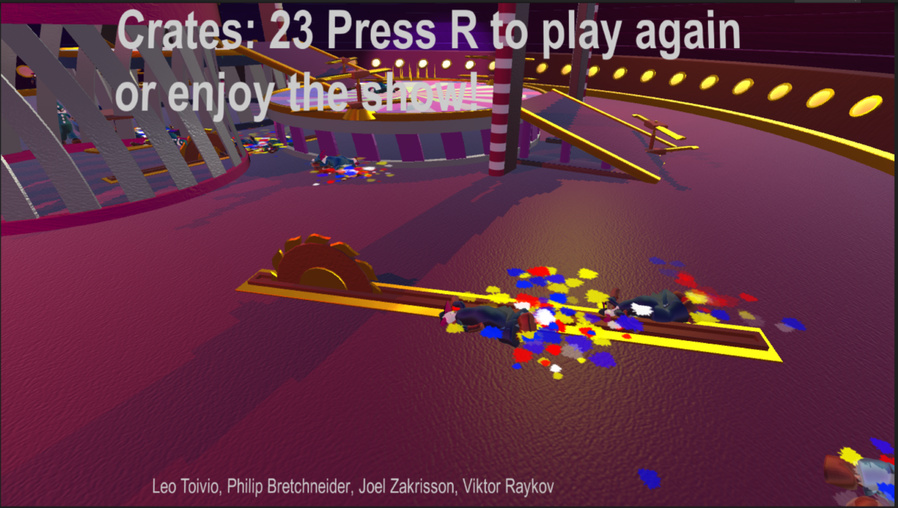 Crates: 23 Press R to play again
or enjoy the show!
Leo Toivio, Philip Bretchneider, Joel Zakrisson, Viktor Raykov